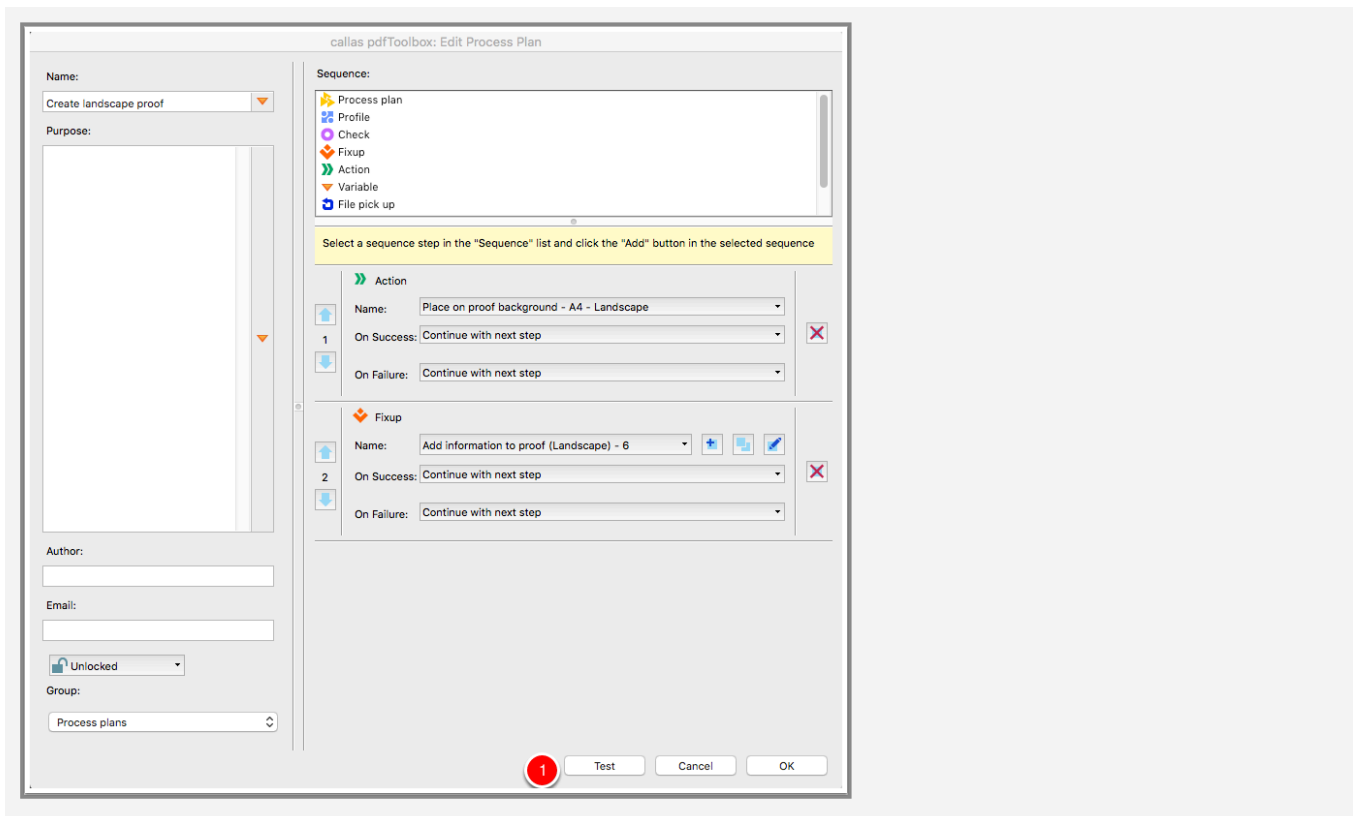 callas pdfToolbox: Edit Process Plan
Name:
Create landscape proof
Purpose:
Author:
Email:
Unlocked
Group:
Process plans
Sequence:
Process plan
Profile
Check
Fixup
Action
Variable
File pick up
Select a sequence step in the "Sequence" list and click the "Add" button in the selected sequence
Action
Name: Place on proof background - A4 - Landscape
1
On Success: Continue with next step
On Failure: Continue with next step
Fixup
Name: Add information to proof (Landscape) - 6
2
On Success: Continue with next step
On Failure: Continue with next step
1
Test Cancel OK